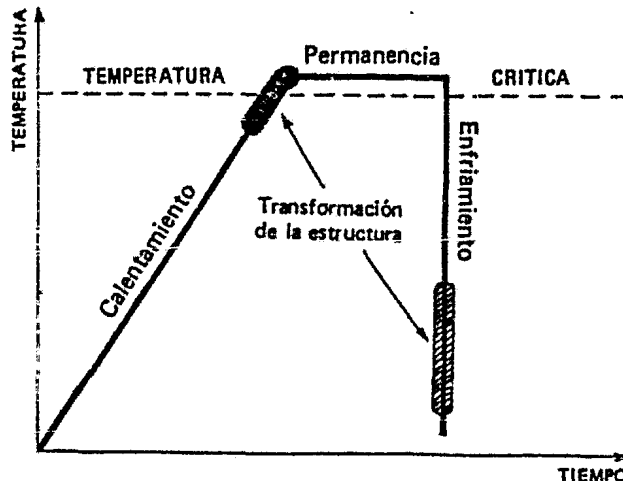 TEMPERATURA
Permanencia
TEMPERATURA
CRITICA
Calentamiento
Transformación
de la estructura
Enfriamiento
TIEMPO